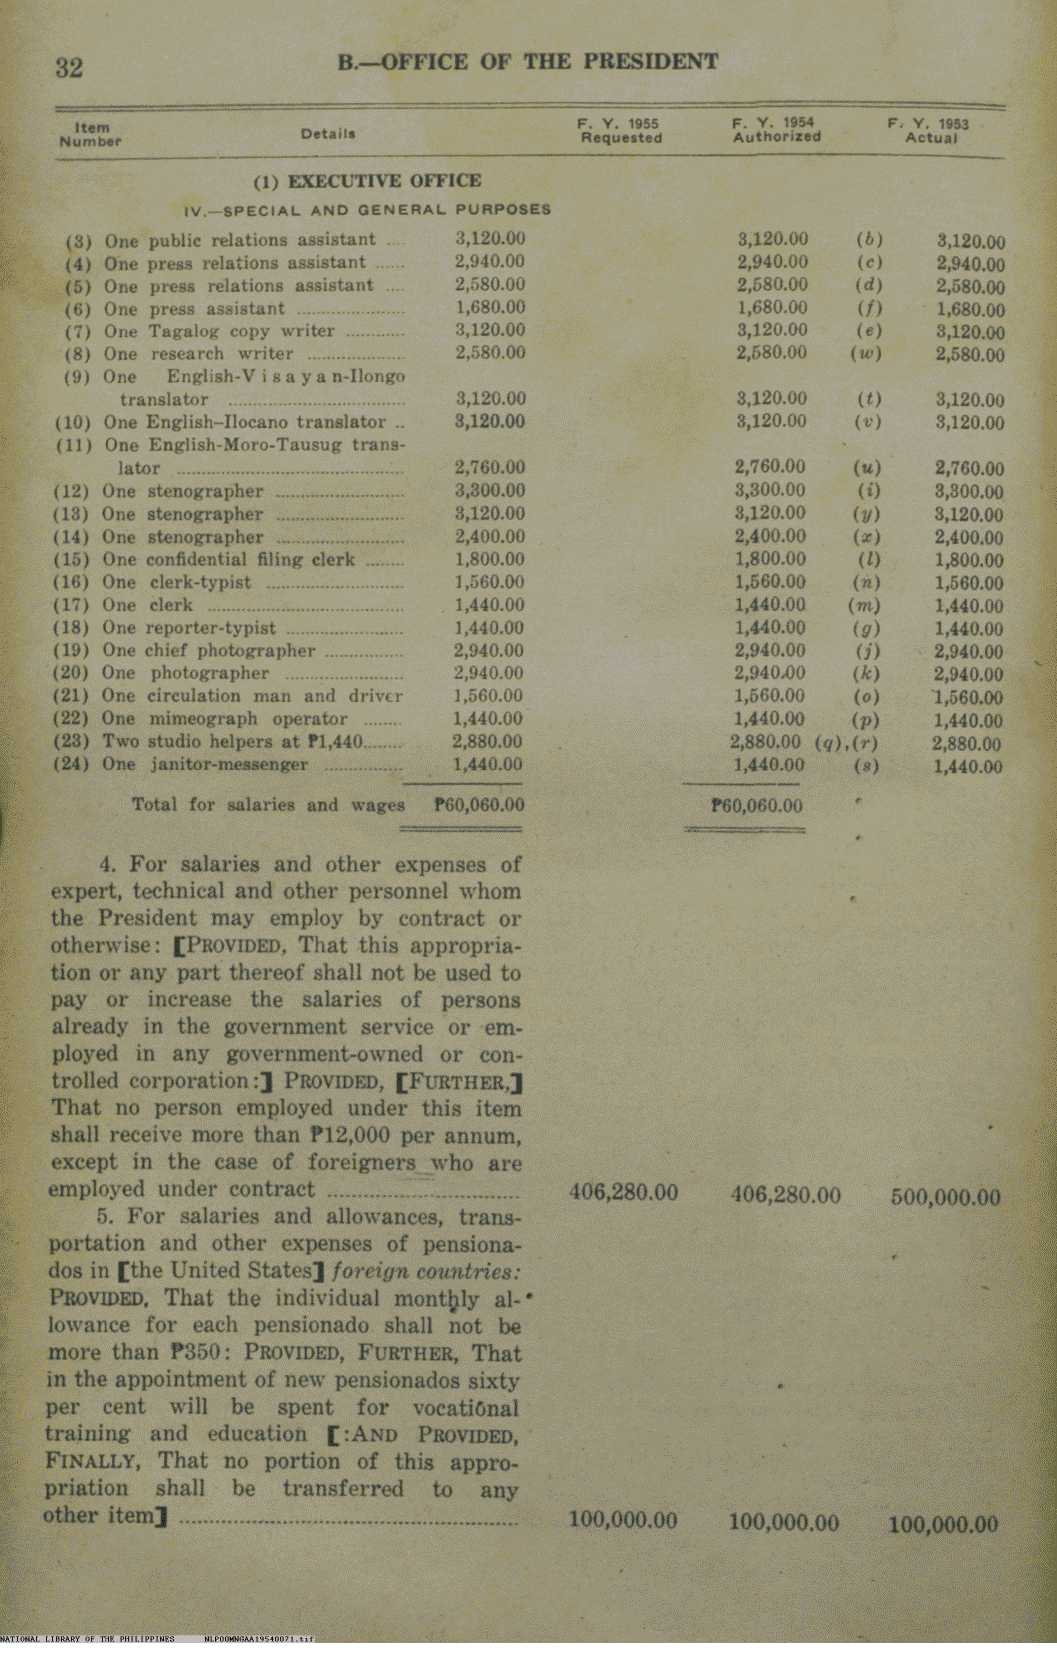 32
B.—OFFICE OF THE PRESIDENT
Item Number Details F. Y. 1955 Requested F. Y. 1954 Authorized F. Y. 1953 Actual
(1) EXECUTIVE OFFICE
IV.—SPECIAL AND GENERAL PURPOSES
(3) One public relations assistant .... 3,120.00 3,120.00 (b) 3,120.00
(4) One press relations assistant ...... 2,940.00 2,940.00 (c) 2,940.00
(5) One press relations assistant .... 2,580.00 2,580.00 (d) 2,580.00
(6) One press assistant ...................... 1,680.00 1,680.00 (f) 1,680.00
(7) One Tagalog copy writer ............ 3,120.00 3,120.00 (e) 3,120.00
(8) One research writer .................... 2,580.00 2,580.00 (w) 2,580.00
(9) One English-Visayan-Ilongo
translator .................................... 3,120.00 3,120.00 (t) 3,120.00
(10) One English–Ilocano translator .. 3,120.00 3,120.00 (v) 3,120.00
(11) One English-Moro-Tausug trans-
lator .............................................. 2,760.00 2,760.00 (u) 2,760.00
(12) One stenographer .......................... 3,300.00 3,300.00 (i) 3,300.00
(13) One stenographer .......................... 3,120.00 3,120.00 (y) 3,120.00
(14) One stenographer .......................... 2,400.00 2,400.00 (x) 2,400.00
(15) One confidential filing clerk ........ 1,800.00 1,800.00 (l) 1,800.00
(16) One clerk-typist ............................ 1,560.00 1,560.00 (n) 1,560.00
(17) One clerk ........................................ 1,440.00 1,440.00 (m) 1,440.00
(18) One reporter-typist ........................ 1,440.00 1,440.00 (g) 1,440.00
(19) One chief photographer ................ 2,940.00 2,940.00 (j) 2,940.00
(20) One photographer ........................ 2,940.00 2,940.00 (k) 2,940.00
(21) One circulation man and driver 1,560.00 1,560.00 (o) 1,560.00
(22) One mimeograph operator ........ 1,440.00 1,440.00 (p) 1,440.00
(23) Two studio helpers at ₱1,440........ 2,880.00 2,880.00 (q),(r) 2,880.00
(24) One janitor-messenger ................ 1,440.00 1,440.00 (s) 1,440.00
Total for salaries and wages ₱60,060.00 ₱60,060.00
4. For salaries and other expenses of
expert, technical and other personnel whom
the President may employ by contract or
otherwise: [PROVIDED, That this appropria-
tion or any part thereof shall not be used to
pay or increase the salaries of persons
already in the government service or em-
ployed in any government-owned or con-
trolled corporation:] PROVIDED, [FURTHER,]
That no person employed under this item
shall receive more than ₱12,000 per annum,
except in the case of foreigners who are
employed under contract ................................ 406,280.00 406,280.00 500,000.00
5. For salaries and allowances, trans-
portation and other expenses of pensiona-
dos in [the United States] foreign countries:
PROVIDED, That the individual monthly al-
lowance for each pensionado shall not be
more than ₱350: PROVIDED, FURTHER, That
in the appointment of new pensionados sixty
per cent will be spent for vocational
training and education [:AND PROVIDED,
FINALLY, That no portion of this appro-
priation shall be transferred to any
other item] ........................................................ 100,000.00 100,000.00 100,000.00
NATIONAL LIBRARY OF THE PHILIPPINES NLPOOMNGAA19540071.tif